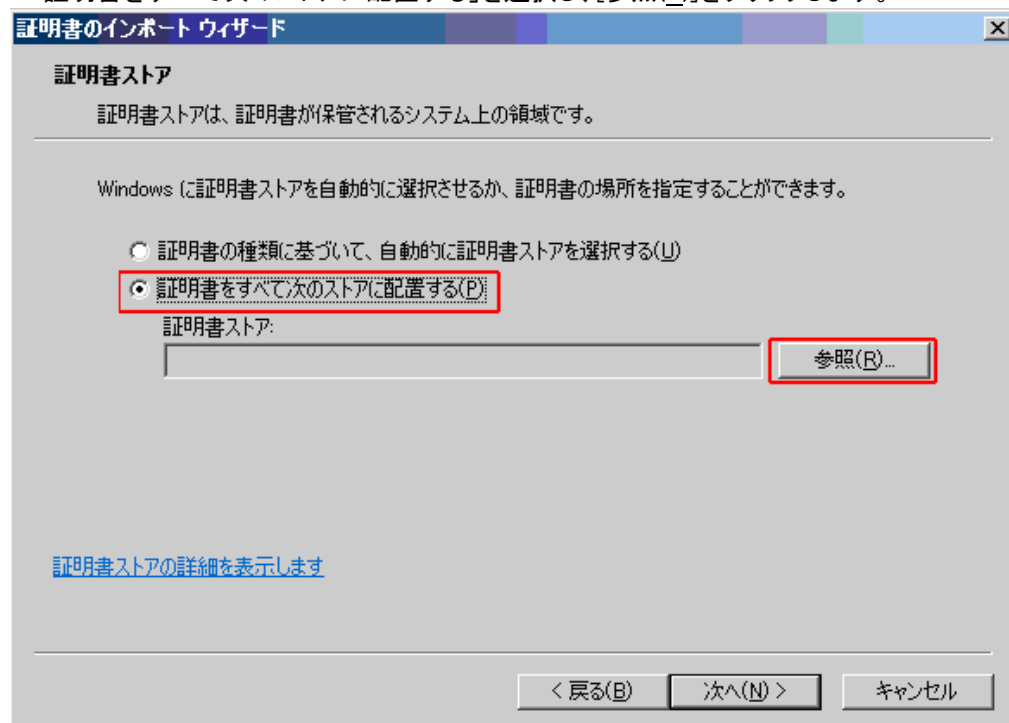 証明書のインポート ウィザード
証明書ストア
証明書ストアは、証明書が保管されるシステム上の領域です。
Windows に証明書ストアを自動的に選択させるか、証明書の場所を指定することができます。
証明書の種類に基づいて、自動的に証明書ストアを選択する(U)
証明書をすべて次のストアに配置する(P)
証明書ストア:
参照(R)...
証明書ストアの詳細を表示します
< 戻る(B)
次へ(N) >
キャンセル